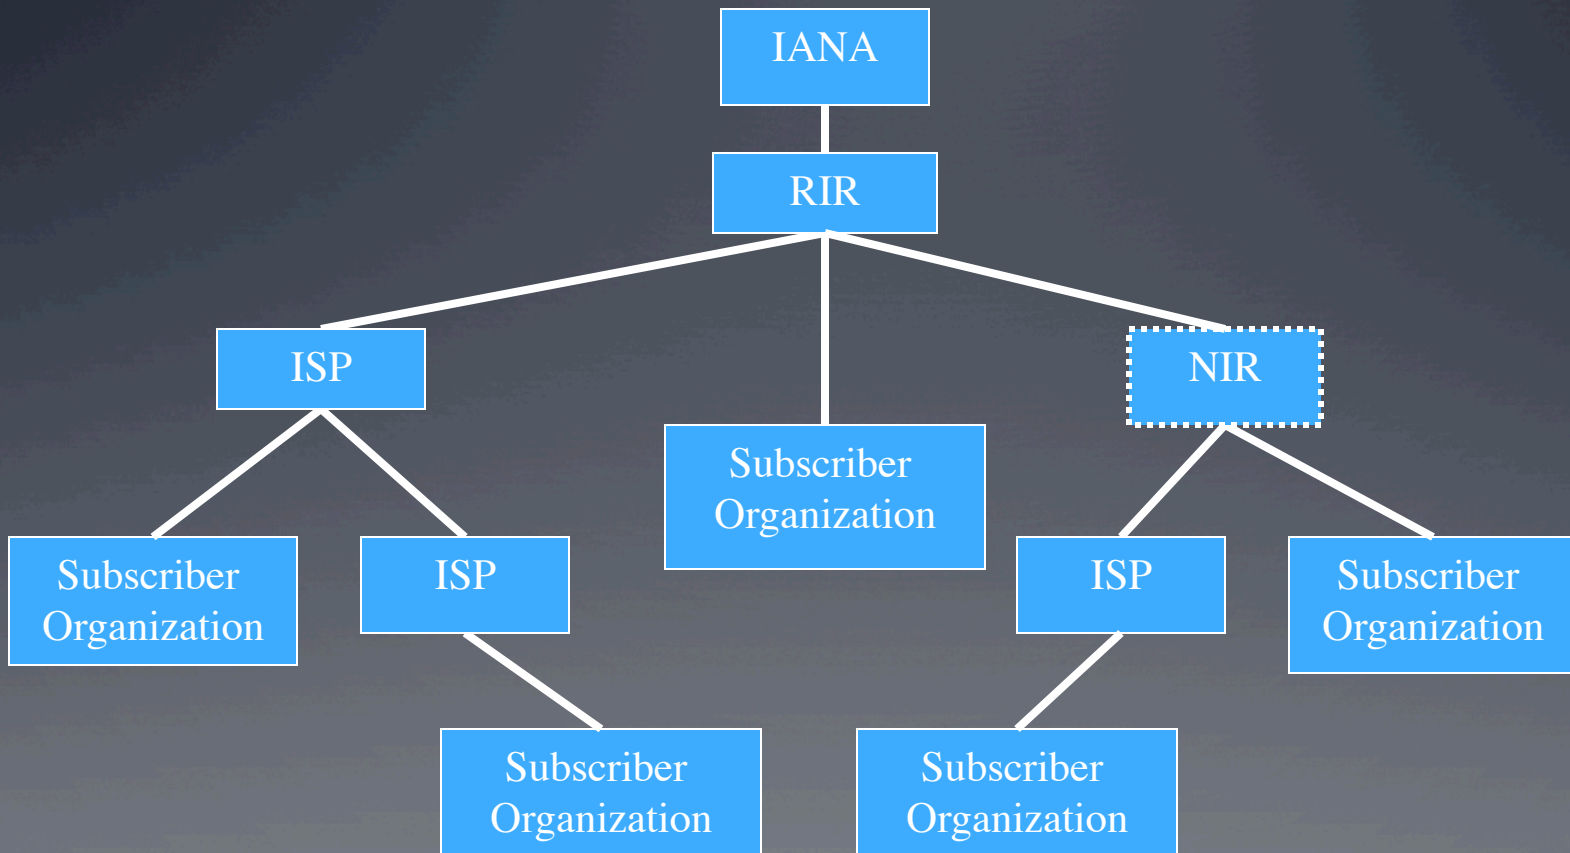 IANA
RIR
ISP
NIR
Subscriber
Organization
Subscriber
Organization
ISP
ISP
Subscriber
Organization
Subscriber
Organization
Subscriber
Organization